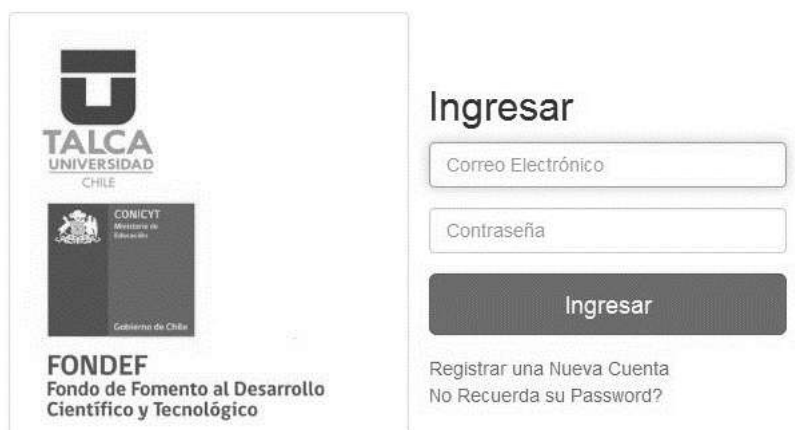 TALCA
UNIVERSIDAD
CHILE
CONICYT
Ministerio de
Educación
Gobierno de Chile
FONDEF
Fondo de Fomento al Desarrollo
Científico y Tecnológico
Ingresar
Correo Electrónico
Contraseña
Ingresar
Registrar una Nueva Cuenta
No Recuerda su Password?